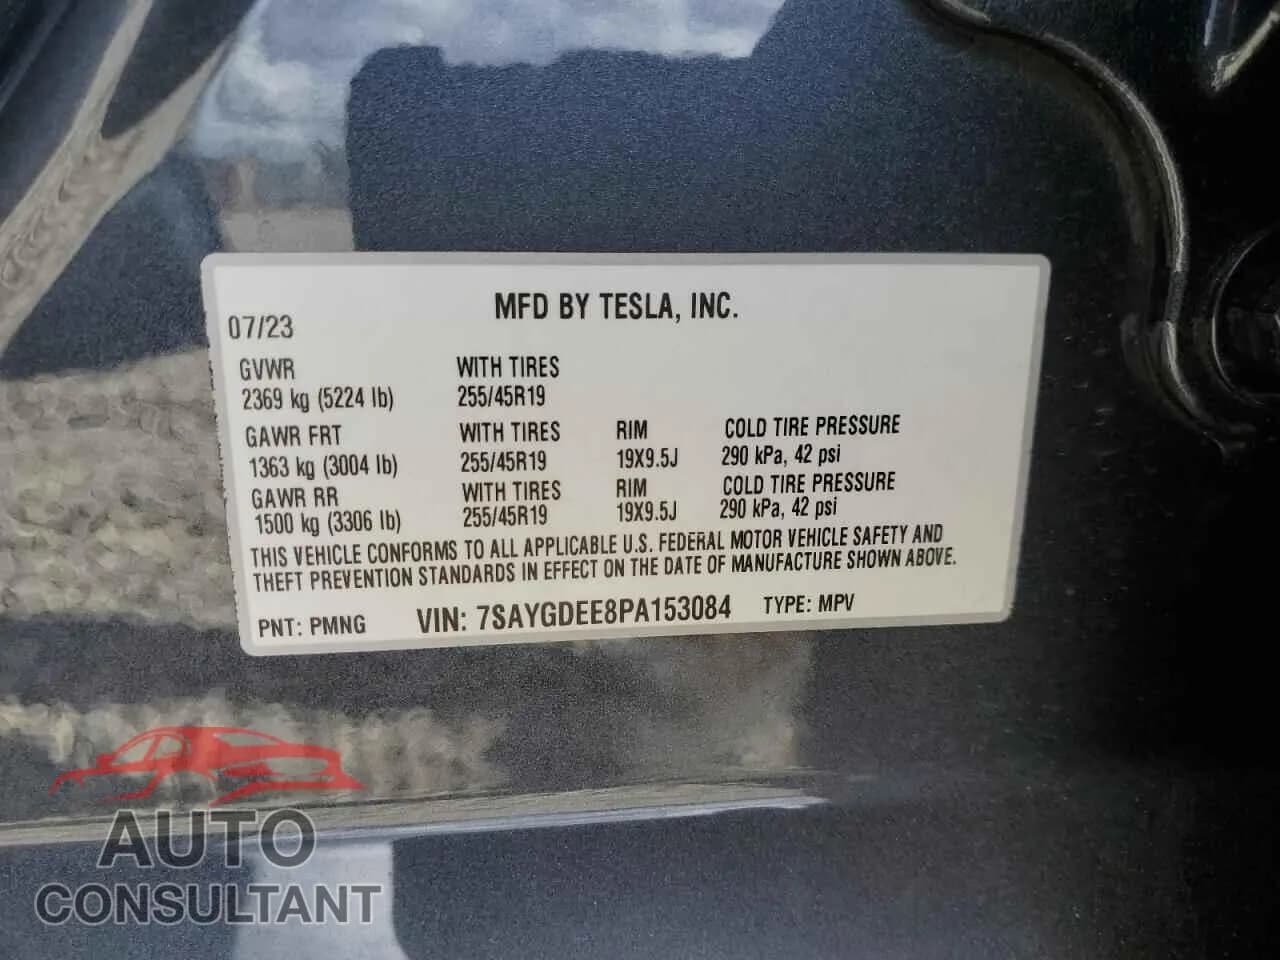 MFD BY TESLA, INC.
07/23
GVWR WITH TIRES
2369 kg (5224 lb) 255/45R19
GAWR FRT WITH TIRES RIM COLD TIRE PRESSURE
1363 kg (3004 lb) 255/45R19 19X9.5J 290 kPa, 42 psi
GAWR RR WITH TIRES RIM COLD TIRE PRESSURE
1500 kg (3306 lb) 255/45R19 19X9.5J 290 kPa, 42 psi
THIS VEHICLE CONFORMS TO ALL APPLICABLE U.S. FEDERAL MOTOR VEHICLE SAFETY AND
THEFT PREVENTION STANDARDS IN EFFECT ON THE DATE OF MANUFACTURE SHOWN ABOVE.
PNT: PMNG VIN: 7SAYGDEE8PA153084 TYPE: MPV
AUTO
CONSULTANT